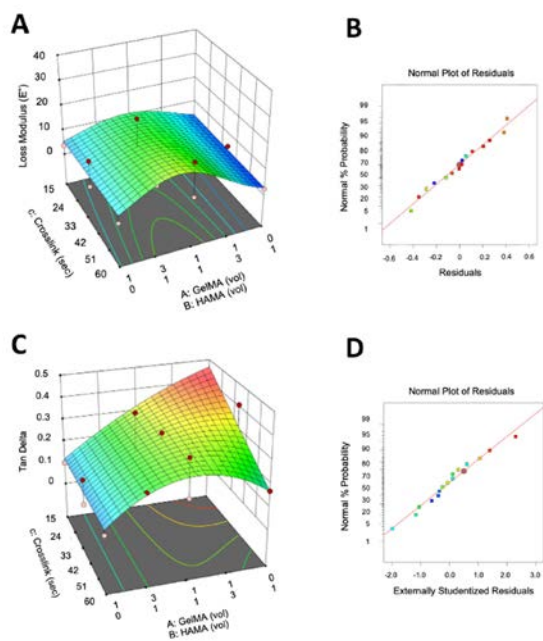 A
40
30
20
10
0
Loss Modulus (E")
15
24
33
42
51
60
c: Crosslink (sec)
1 3 1 1 0
0 1 1 3 1
A: GelMA (vol)
B: HAMA (vol)
B
Normal Plot of Residuals
Normal % Probability
99
95
90
80
70
50
30
20
10
5
1
-0.6 -0.4 -0.2 0 0.2 0.4 0.6
Residuals
C
0.5
0.4
0.3
0.2
0.1
0
Tan Delta
15
24
33
42
51
60
c: Crosslink (sec)
1 3 1 1 0
0 1 1 3 1
A: GelMA (vol)
B: HAMA (vol)
D
Normal Plot of Residuals
Normal % Probability
99
95
90
80
70
50
30
20
5
1
-2.0 -1.0 0.0 1.0 2.0 3.0
Externally Studentized Residuals